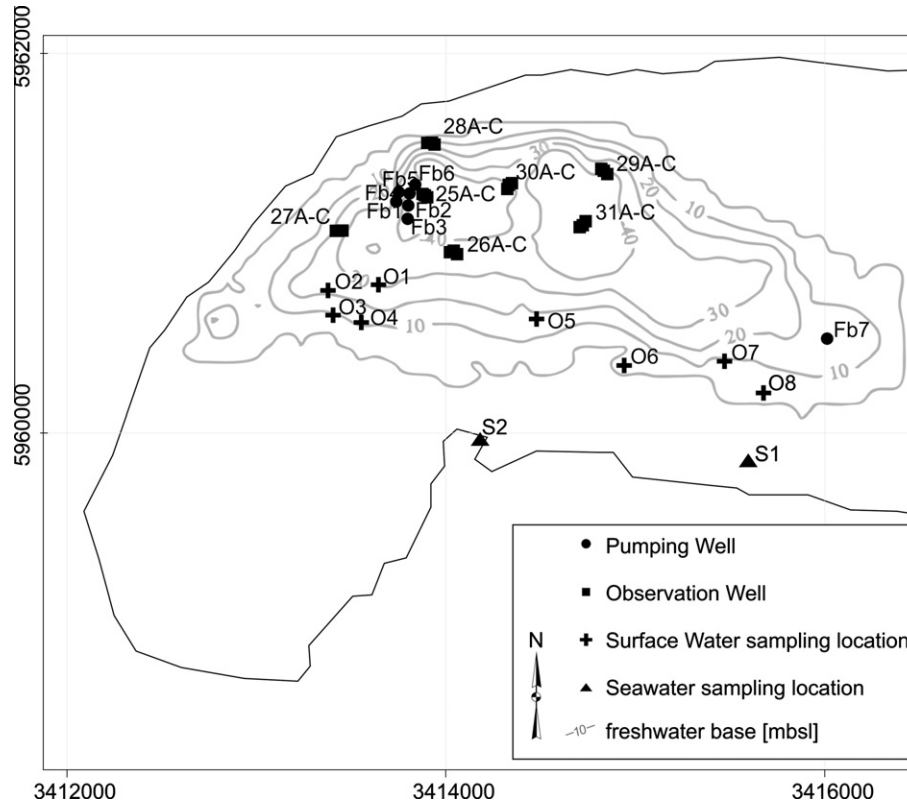 5962000
28A-C
30
30A-C
29A-C
10
Fb5
Fb6
Fb4
25A-C
20
10
Fb1
Fb2
31A-C
27A-C
Fb3
40
40
26A-C
O2
O1
20
O3
O4
10
O5
30
20
Fb7
O6
O7
10
O8
5960000
S2
S1
Pumping Well
Observation Well
N
Surface Water sampling location
Seawater sampling location
–10– freshwater base [mbsl]
3412000
3414000
3416000